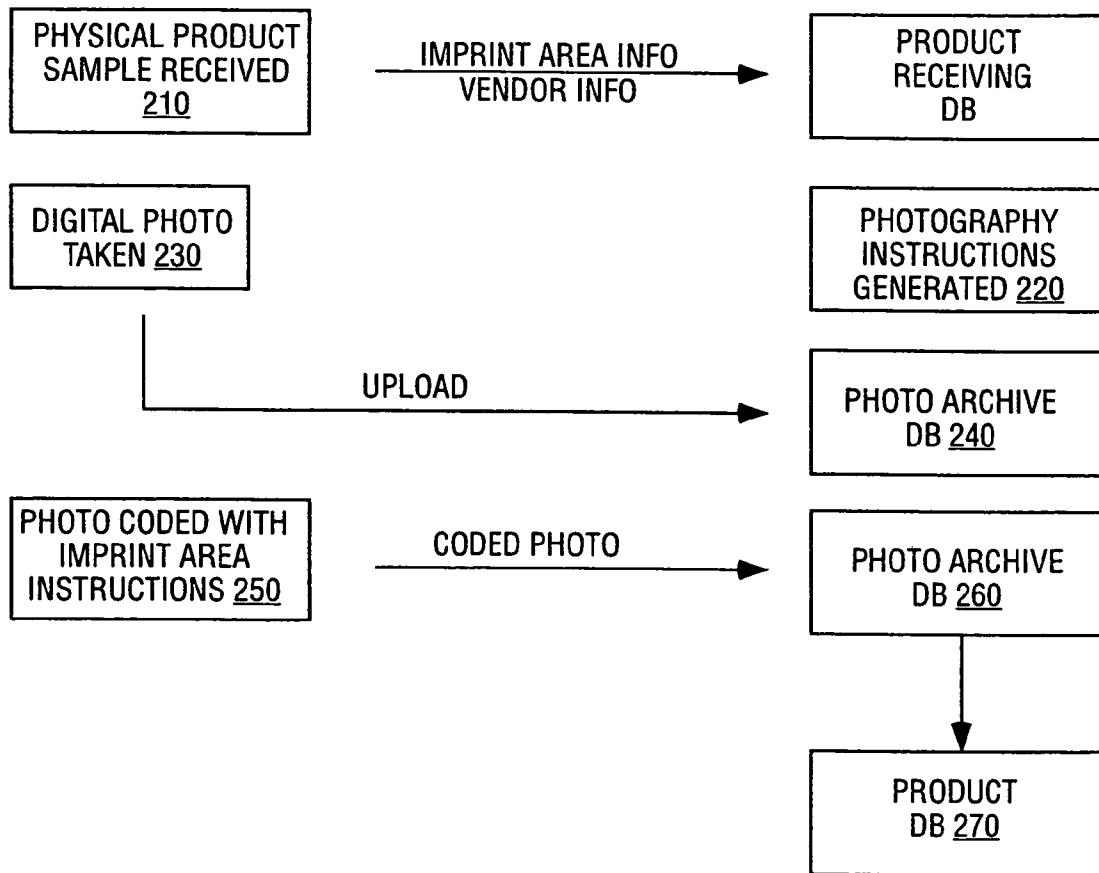 PHYSICAL PRODUCT
SAMPLE RECEIVED
210
IMPRINT AREA INFO
VENDOR INFO
PRODUCT
RECEIVING
DB
DIGITAL PHOTO
TAKEN 230
PHOTOGRAPHY
INSTRUCTIONS
GENERATED 220
UPLOAD
PHOTO ARCHIVE
DB 240
PHOTO CODED WITH
IMPRINT AREA
INSTRUCTIONS 250
CODED PHOTO
PHOTO ARCHIVE
DB 260
PRODUCT
DB 270